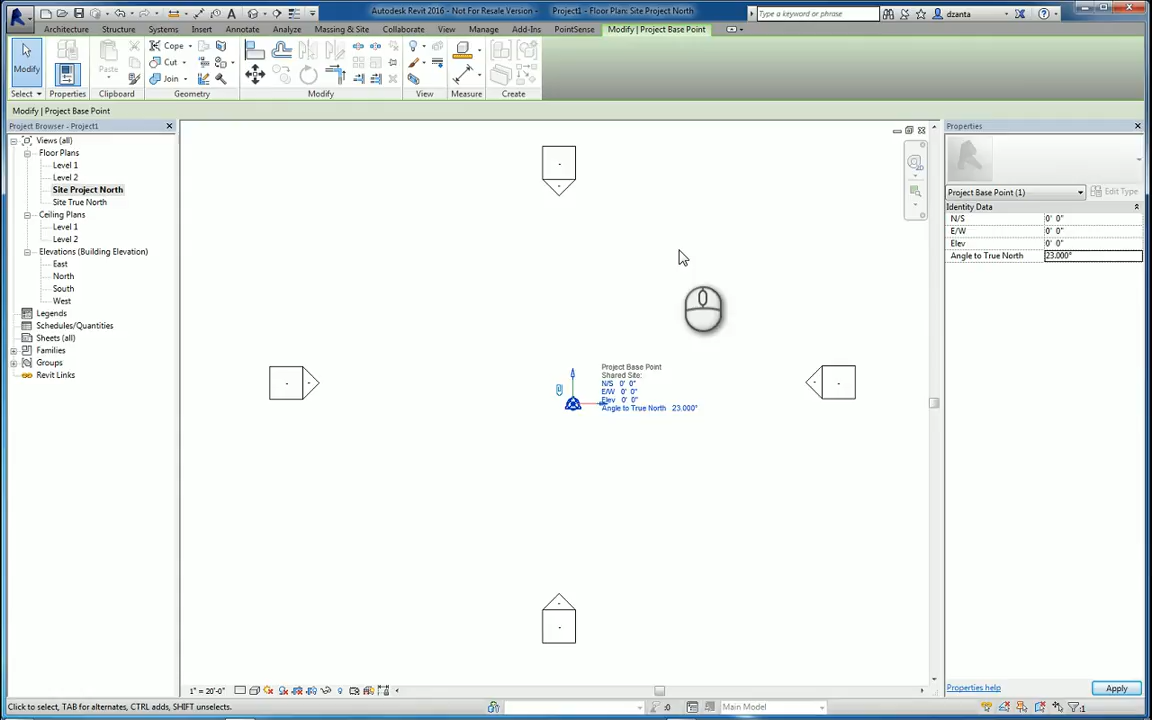 Autodesk Revit 2016 - Not For Resale Version - Project1 - Floor Plan: Site Project North
Type a keyword or phrase
dzanta
Architecture Structure Systems Insert Annotate Analyze Massing & Site Collaborate View Manage Add-Ins PointSense Modify | Project Base Point
Modify
Paste
Cope
Cut
Join
Select Properties Clipboard Geometry Modify View Measure Create
Modify | Project Base Point
Project Browser - Project1
Views (all)
Floor Plans
Level 1
Level 2
Site Project North
Site True North
Ceiling Plans
Level 1
Level 2
Elevations (Building Elevation)
East
North
South
West
Legends
Schedules/Quantities
Sheets (all)
Families
Groups
Revit Links
2D
Project Base Point
Shared Site:
N/S 0' 0"
E/W 0' 0"
Elev 0' 0"
Angle to True North 23.000°
Properties
Project Base Point (1)
Edit Type
Identity Data
N/S 0' 0"
E/W 0' 0"
Elev 0' 0"
Angle to True North 23.000°
Properties help
Apply
1" = 20'-0"
Click to select, TAB for alternates, CTRL adds, SHIFT unselects.
:0
Main Model
:1